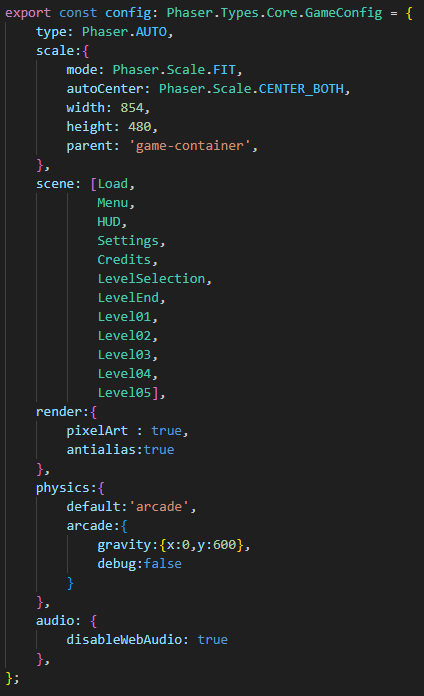 export const config: Phaser.Types.Core.GameConfig = {
    type: Phaser.AUTO,
    scale:{
        mode: Phaser.Scale.FIT,
        autoCenter: Phaser.Scale.CENTER_BOTH,
        width: 854,
        height: 480,
        parent: 'game-container',
    },
    scene: [Load,
            Menu,
            HUD,
            Settings,
            Credits,
            LevelSelection,
            LevelEnd,
            Level01,
            Level02,
            Level03,
            Level04,
            Level05],
    render:{
        pixelArt : true,
        antialias:true
    },
    physics:{
        default:'arcade',
        arcade:{
            gravity:{x:0,y:600},
            debug:false
        }
    },
    audio: {
        disableWebAudio: true
    },
};